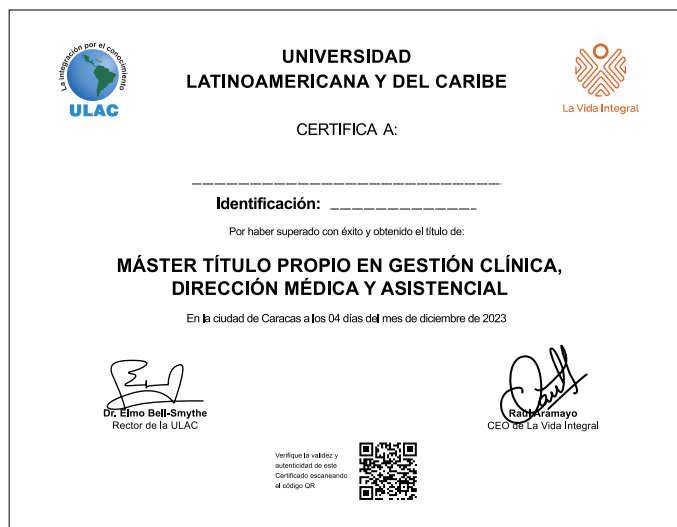 La integración por el conocimiento
ULAC
UNIVERSIDAD
LATINOAMERICANA Y DEL CARIBE
La Vida Integral
CERTIFICA A:
Identificación:
Por haber superado con éxito y obtenido el título de:
MÁSTER TÍTULO PROPIO EN GESTIÓN CLÍNICA,
DIRECCIÓN MÉDICA Y ASISTENCIAL
En la ciudad de Caracas a los 04 días del mes de diciembre de 2023
Dr. Elmo Bell-Smythe
Rector de la ULAC
Raúl Aramayo
CEO de La Vida Integral
Verifique la validez y
autenticidad de este
Certificado escaneando
el código QR